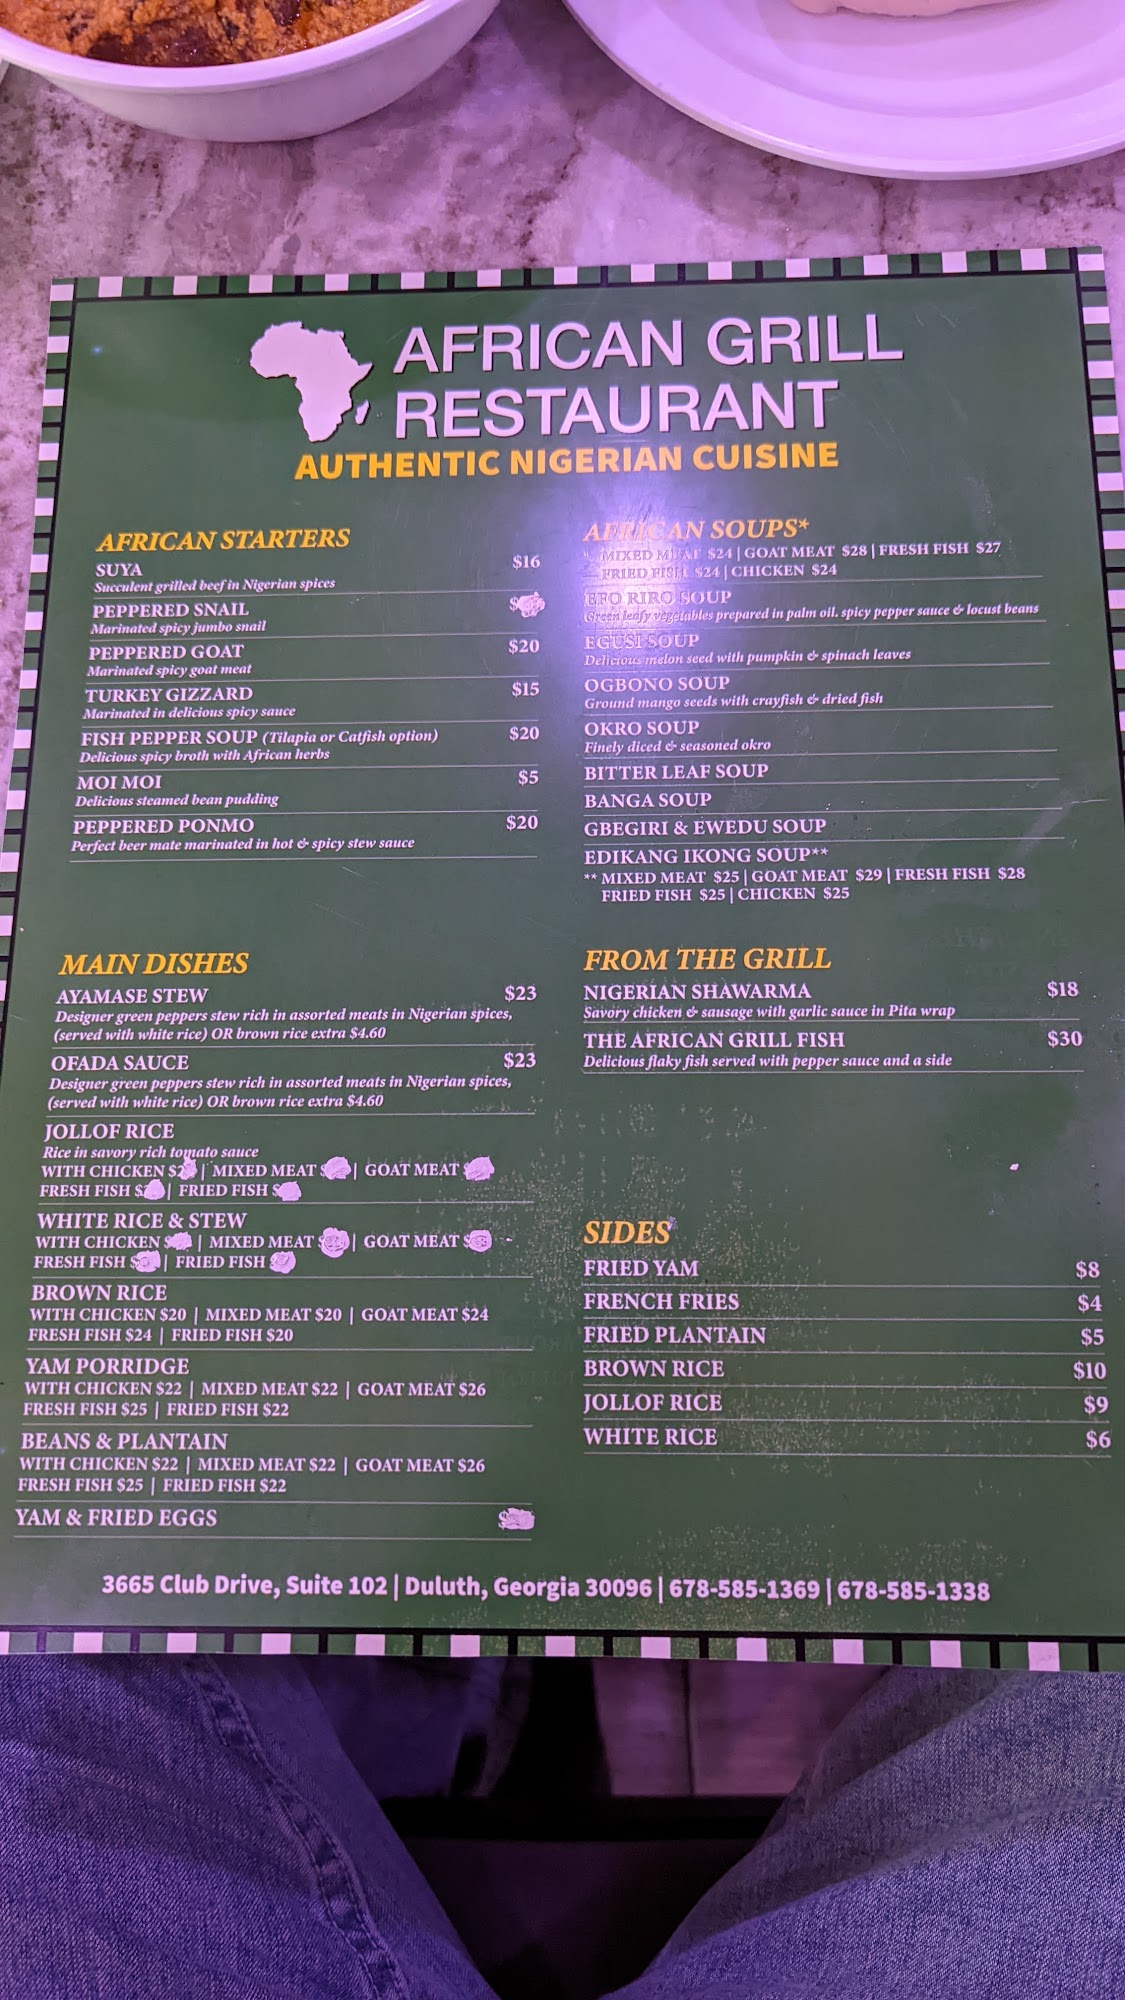 AFRICAN GRILL
RESTAURANT
AUTHENTIC NIGERIAN CUISINE
AFRICAN STARTERS
SUYA $16
Succulent grilled beef in Nigerian spices
PEPPERED SNAIL $
Marinated spicy jumbo snail
PEPPERED GOAT $20
Marinated spicy goat meat
TURKEY GIZZARD $15
Marinated in delicious spicy sauce
FISH PEPPER SOUP (Tilapia or Catfish option) $20
Delicious spicy broth with African herbs
MOI MOI $5
Delicious steamed bean pudding
PEPPERED PONMO $20
Perfect beer mate marinated in hot & spicy stew sauce
MAIN DISHES
AYAMASE STEW $23
Designer green peppers stew rich in assorted meats in Nigerian spices,
(served with white rice) OR brown rice extra $4.60
OFADA SAUCE $23
Designer green peppers stew rich in assorted meats in Nigerian spices,
(served with white rice) OR brown rice extra $4.60
JOLLOF RICE
Rice in savory rich tomato sauce
WITH CHICKEN $ | MIXED MEAT $ | GOAT MEAT $
FRESH FISH $ | FRIED FISH $
WHITE RICE & STEW
WITH CHICKEN $ | MIXED MEAT $ | GOAT MEAT $
FRESH FISH $ | FRIED FISH
BROWN RICE
WITH CHICKEN $20 | MIXED MEAT $20 | GOAT MEAT $24
FRESH FISH $24 | FRIED FISH $20
YAM PORRIDGE
WITH CHICKEN $22 | MIXED MEAT $22 | GOAT MEAT $26
FRESH FISH $25 | FRIED FISH $22
BEANS & PLANTAIN
WITH CHICKEN $22 | MIXED MEAT $22 | GOAT MEAT $26
FRESH FISH $25 | FRIED FISH $22
YAM & FRIED EGGS $
AFRICAN SOUPS*
* MIXED MEAT $24 | GOAT MEAT $28 | FRESH FISH $27
FRIED FISH $24 | CHICKEN $24
EFO RIRO SOUP
Green leafy vegetables prepared in palm oil. spicy pepper sauce & locust beans
EGUSI SOUP
Delicious melon seed with pumpkin & spinach leaves
OGBONO SOUP
Ground mango seeds with crayfish & dried fish
OKRO SOUP
Finely diced & seasoned okro
BITTER LEAF SOUP
BANGA SOUP
GBEGIRI & EWEDU SOUP
EDIKANG IKONG SOUP**
** MIXED MEAT $25 | GOAT MEAT $29 | FRESH FISH $28
FRIED FISH $25 | CHICKEN $25
FROM THE GRILL
NIGERIAN SHAWARMA $18
Savory chicken & sausage with garlic sauce in Pita wrap
THE AFRICAN GRILL FISH $30
Delicious flaky fish served with pepper sauce and a side
SIDES
FRIED YAM $8
FRENCH FRIES $4
FRIED PLANTAIN $5
BROWN RICE $10
JOLLOF RICE $9
WHITE RICE $6
3665 Club Drive, Suite 102 | Duluth, Georgia 30096 | 678-585-1369 | 678-585-1338